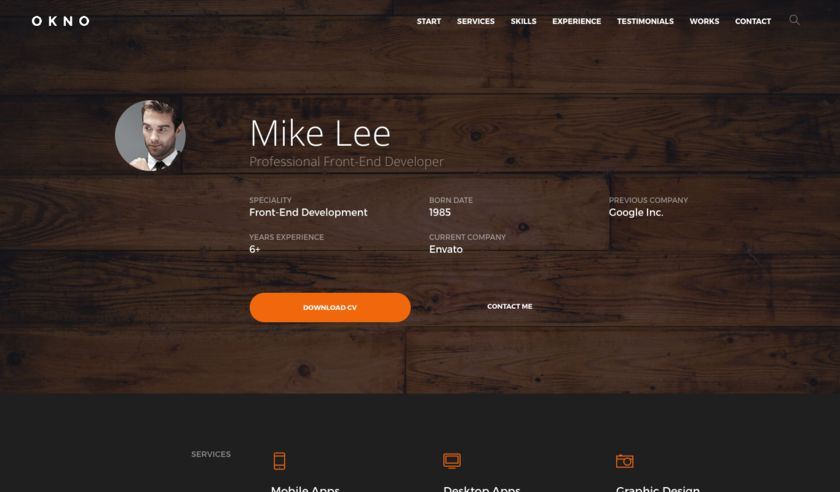 OKNO
START SERVICES SKILLS EXPERIENCE TESTIMONIALS WORKS CONTACT
Mike Lee
Professional Front-End Developer
SPECIALITY BORN DATE PREVIOUS COMPANY
Front-End Development 1985 Google Inc.
YEARS EXPERIENCE CURRENT COMPANY
6+ Envato
DOWNLOAD CV CONTACT ME
SERVICES
Mobile Apps Desktop Apps Graphic Design